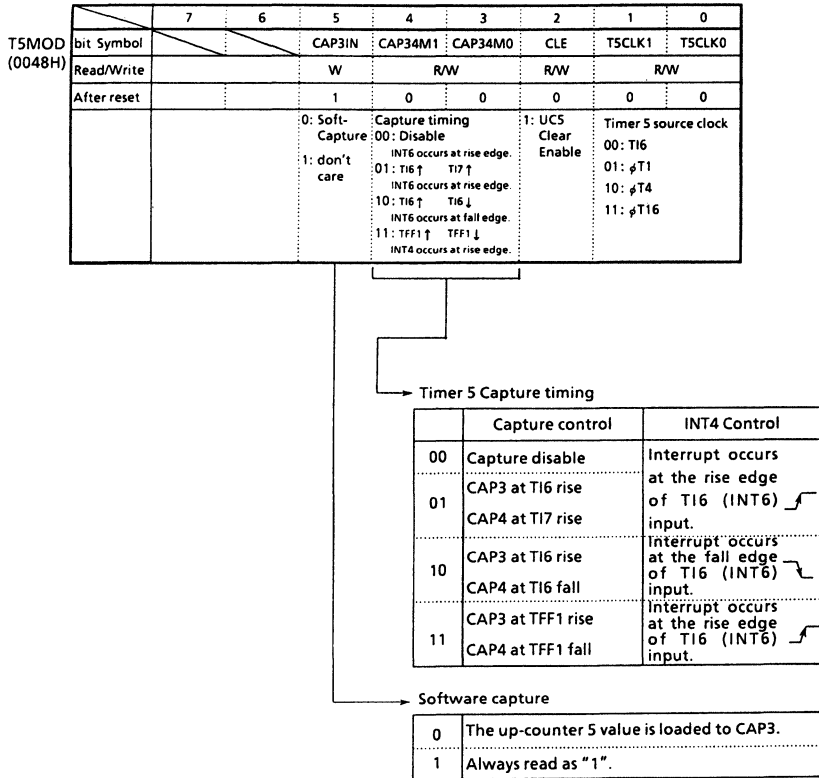 7 6 5 4 3 2 1 0
T5MOD
(0048H)
bit Symbol CAP3IN CAP34M1 CAP34M0 CLE T5CLK1 T5CLK0
Read/Write W R/W R/W R/W
After reset 1 0 0 0 0 0
0: Soft-
Capture
1: don't
care
Capture timing
00: Disable
INT6 occurs at rise edge.
01: TI6↑ TI7↑
INT6 occurs at rise edge.
10: TI6↑ TI6↓
INT6 occurs at fall edge.
11: TFF1↑ TFF1↓
INT4 occurs at rise edge.
1: UC5
Clear
Enable
Timer 5 source clock
00: TI6
01: φT1
10: φT4
11: φT16
Timer 5 Capture timing
Capture control INT4 Control
00 Capture disable
01 CAP3 at TI6 rise
CAP4 at TI7 rise
Interrupt occurs
at the rise edge
of TI6 (INT6)
input.
10 CAP3 at TI6 rise
CAP4 at TI6 fall
Interrupt occurs
at the fall edge
of TI6 (INT6)
input.
11 CAP3 at TFF1 rise
CAP4 at TFF1 fall
Interrupt occurs
at the rise edge
of TI6 (INT6)
input.
Software capture
0 The up-counter 5 value is loaded to CAP3.
1 Always read as "1".